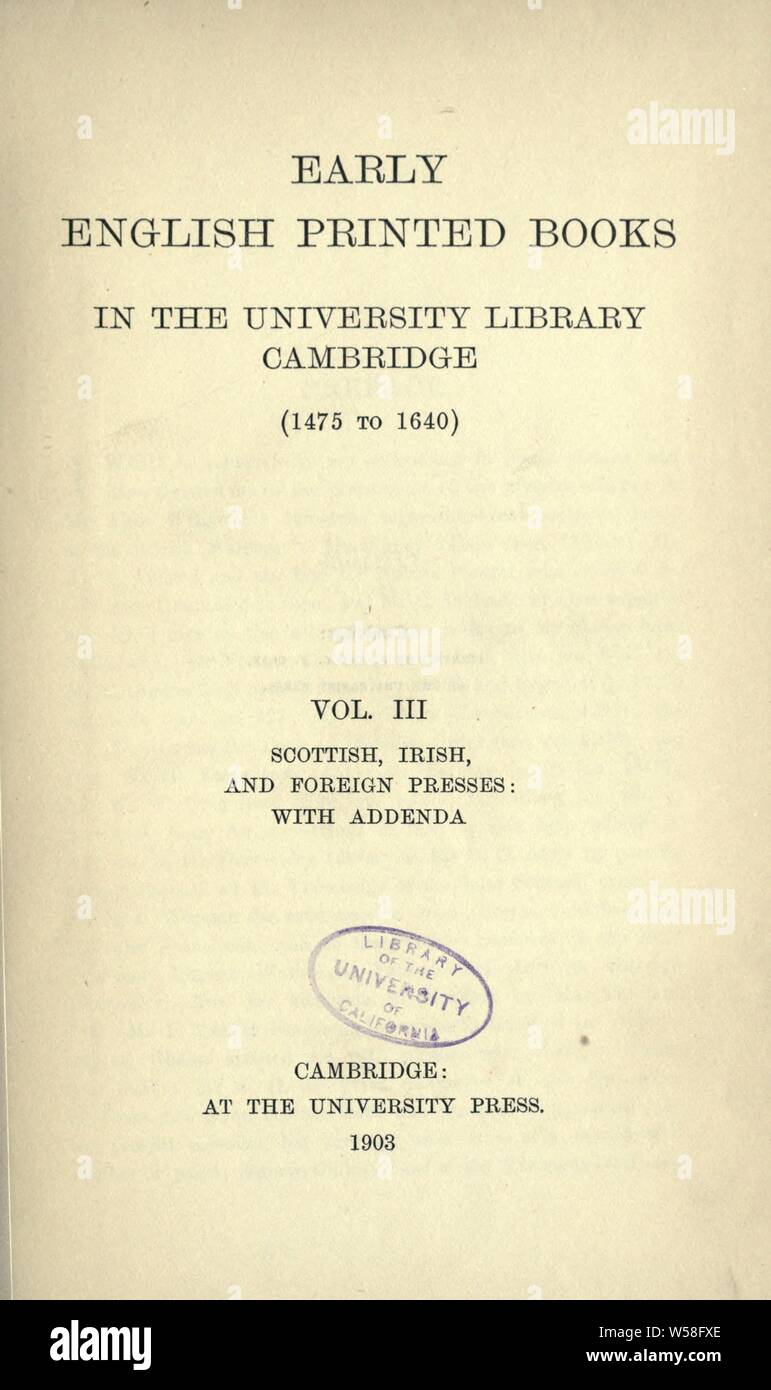 EARLY
ENGLISH PRINTED BOOKS
IN THE UNIVERSITY LIBRARY
CAMBRIDGE
(1475 TO 1640)
VOL. III
SCOTTISH, IRISH,
AND FOREIGN PRESSES:
WITH ADDENDA
LIBRARY
OF THE
UNIVERSITY
OF
CALIFORNIA
CAMBRIDGE:
AT THE UNIVERSITY PRESS.
1903
a alamy
alamy
Image ID: W58FXE
www.alamy.com